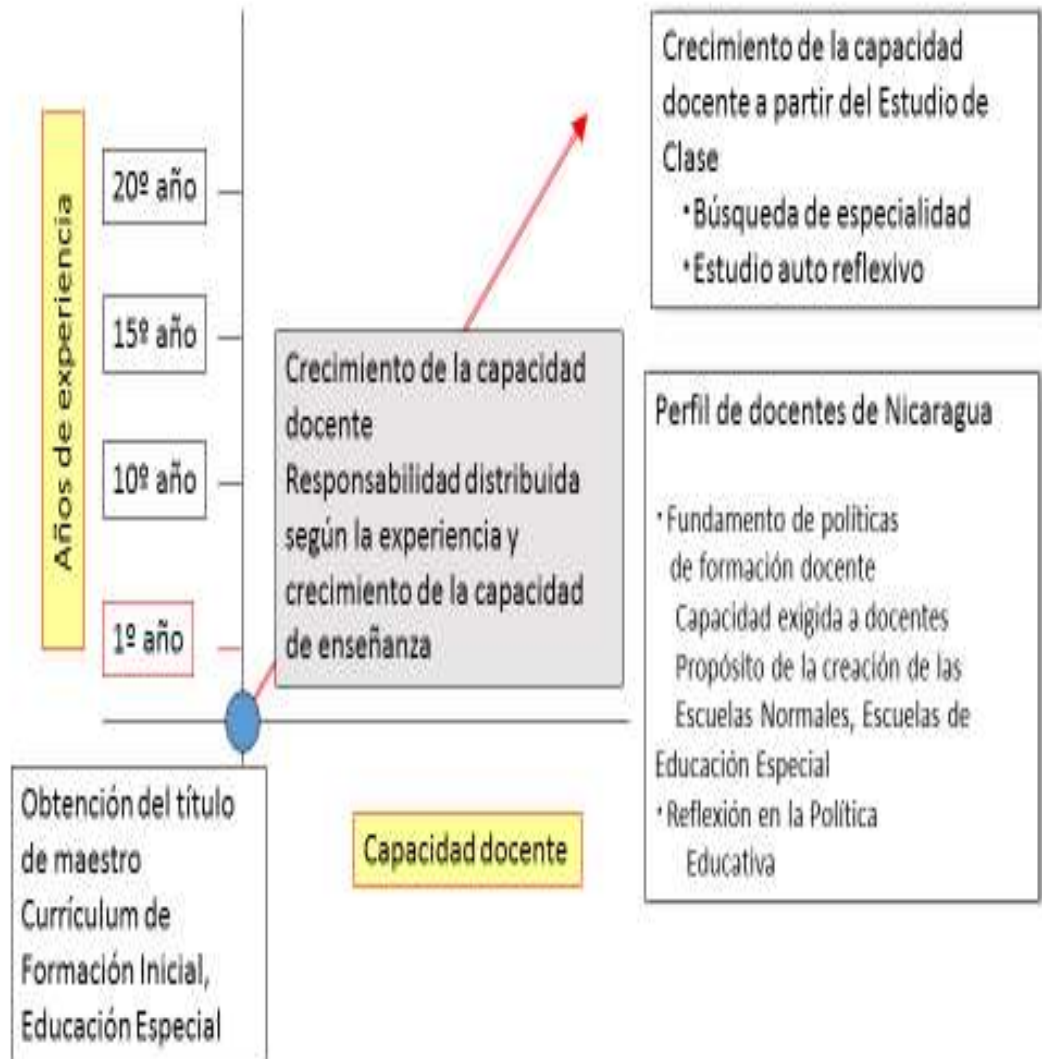 Años de experiencia
20º año
15º año
10º año
1º año
Crecimiento de la capacidad
docente
Responsabilidad distribuida
según la experiencia y
crecimiento de la capacidad
de enseñanza
Obtención del título
de maestro
Currículum de
Formación Inicial,
Educación Especial
Capacidad docente
Crecimiento de la capacidad
docente a partir del Estudio de
Clase
·Búsqueda de especialidad
·Estudio auto reflexivo
Perfil de docentes de Nicaragua
·Fundamento de políticas
de formación docente
Capacidad exigida a docentes
Propósito de la creación de las
Escuelas Normales, Escuelas de
Educación Especial
·Reflexión en la Política
Educativa